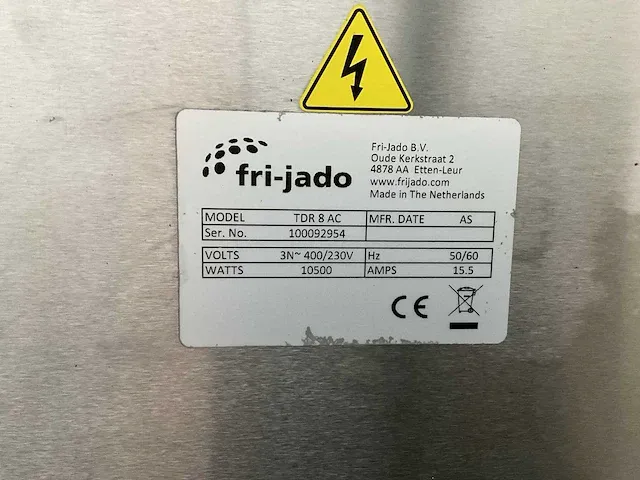 fri-jado
Fri-Jado B.V.
Oude Kerkstraat 2
4878 AA Etten-Leur
www.frijado.com
Made in The Netherlands
MODEL TDR 8 AC MFR. DATE AS
Ser. No. 100092954
VOLTS 3N~ 400/230V Hz 50/60
WATTS 10500 AMPS 15.5
CE